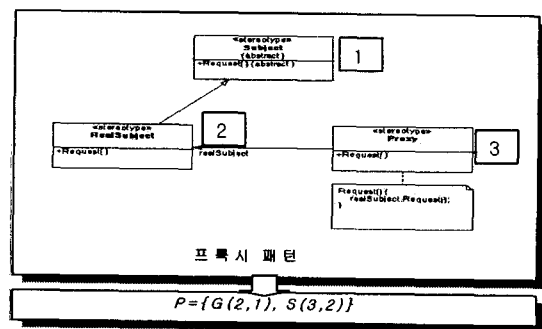 «stereotype»
Subject
{abstract}
+Request() {abstract}
1
«stereotype»
RealSubject
+Request()
2
realSubject
«stereotype»
Proxy
+Request()
3
Request() {
realSubject.Request();
}
프록시 패턴
P={G(2,1), S(3,2)}